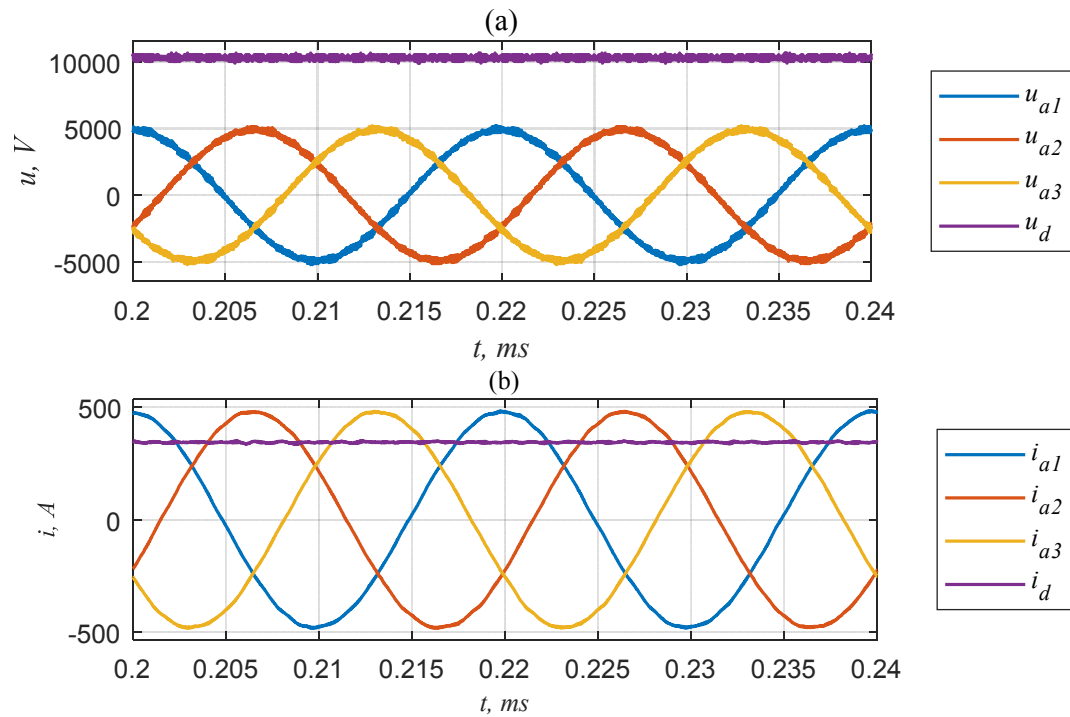 (a)
10000
5000
0
-5000
u, V
0.2 0.205 0.21 0.215 0.22 0.225 0.23 0.235 0.24
t, ms
u_a1
u_a2
u_a3
u_d
(b)
500
0
-500
i, A
0.2 0.205 0.21 0.215 0.22 0.225 0.23 0.235 0.24
t, ms
i_a1
i_a2
i_a3
i_d